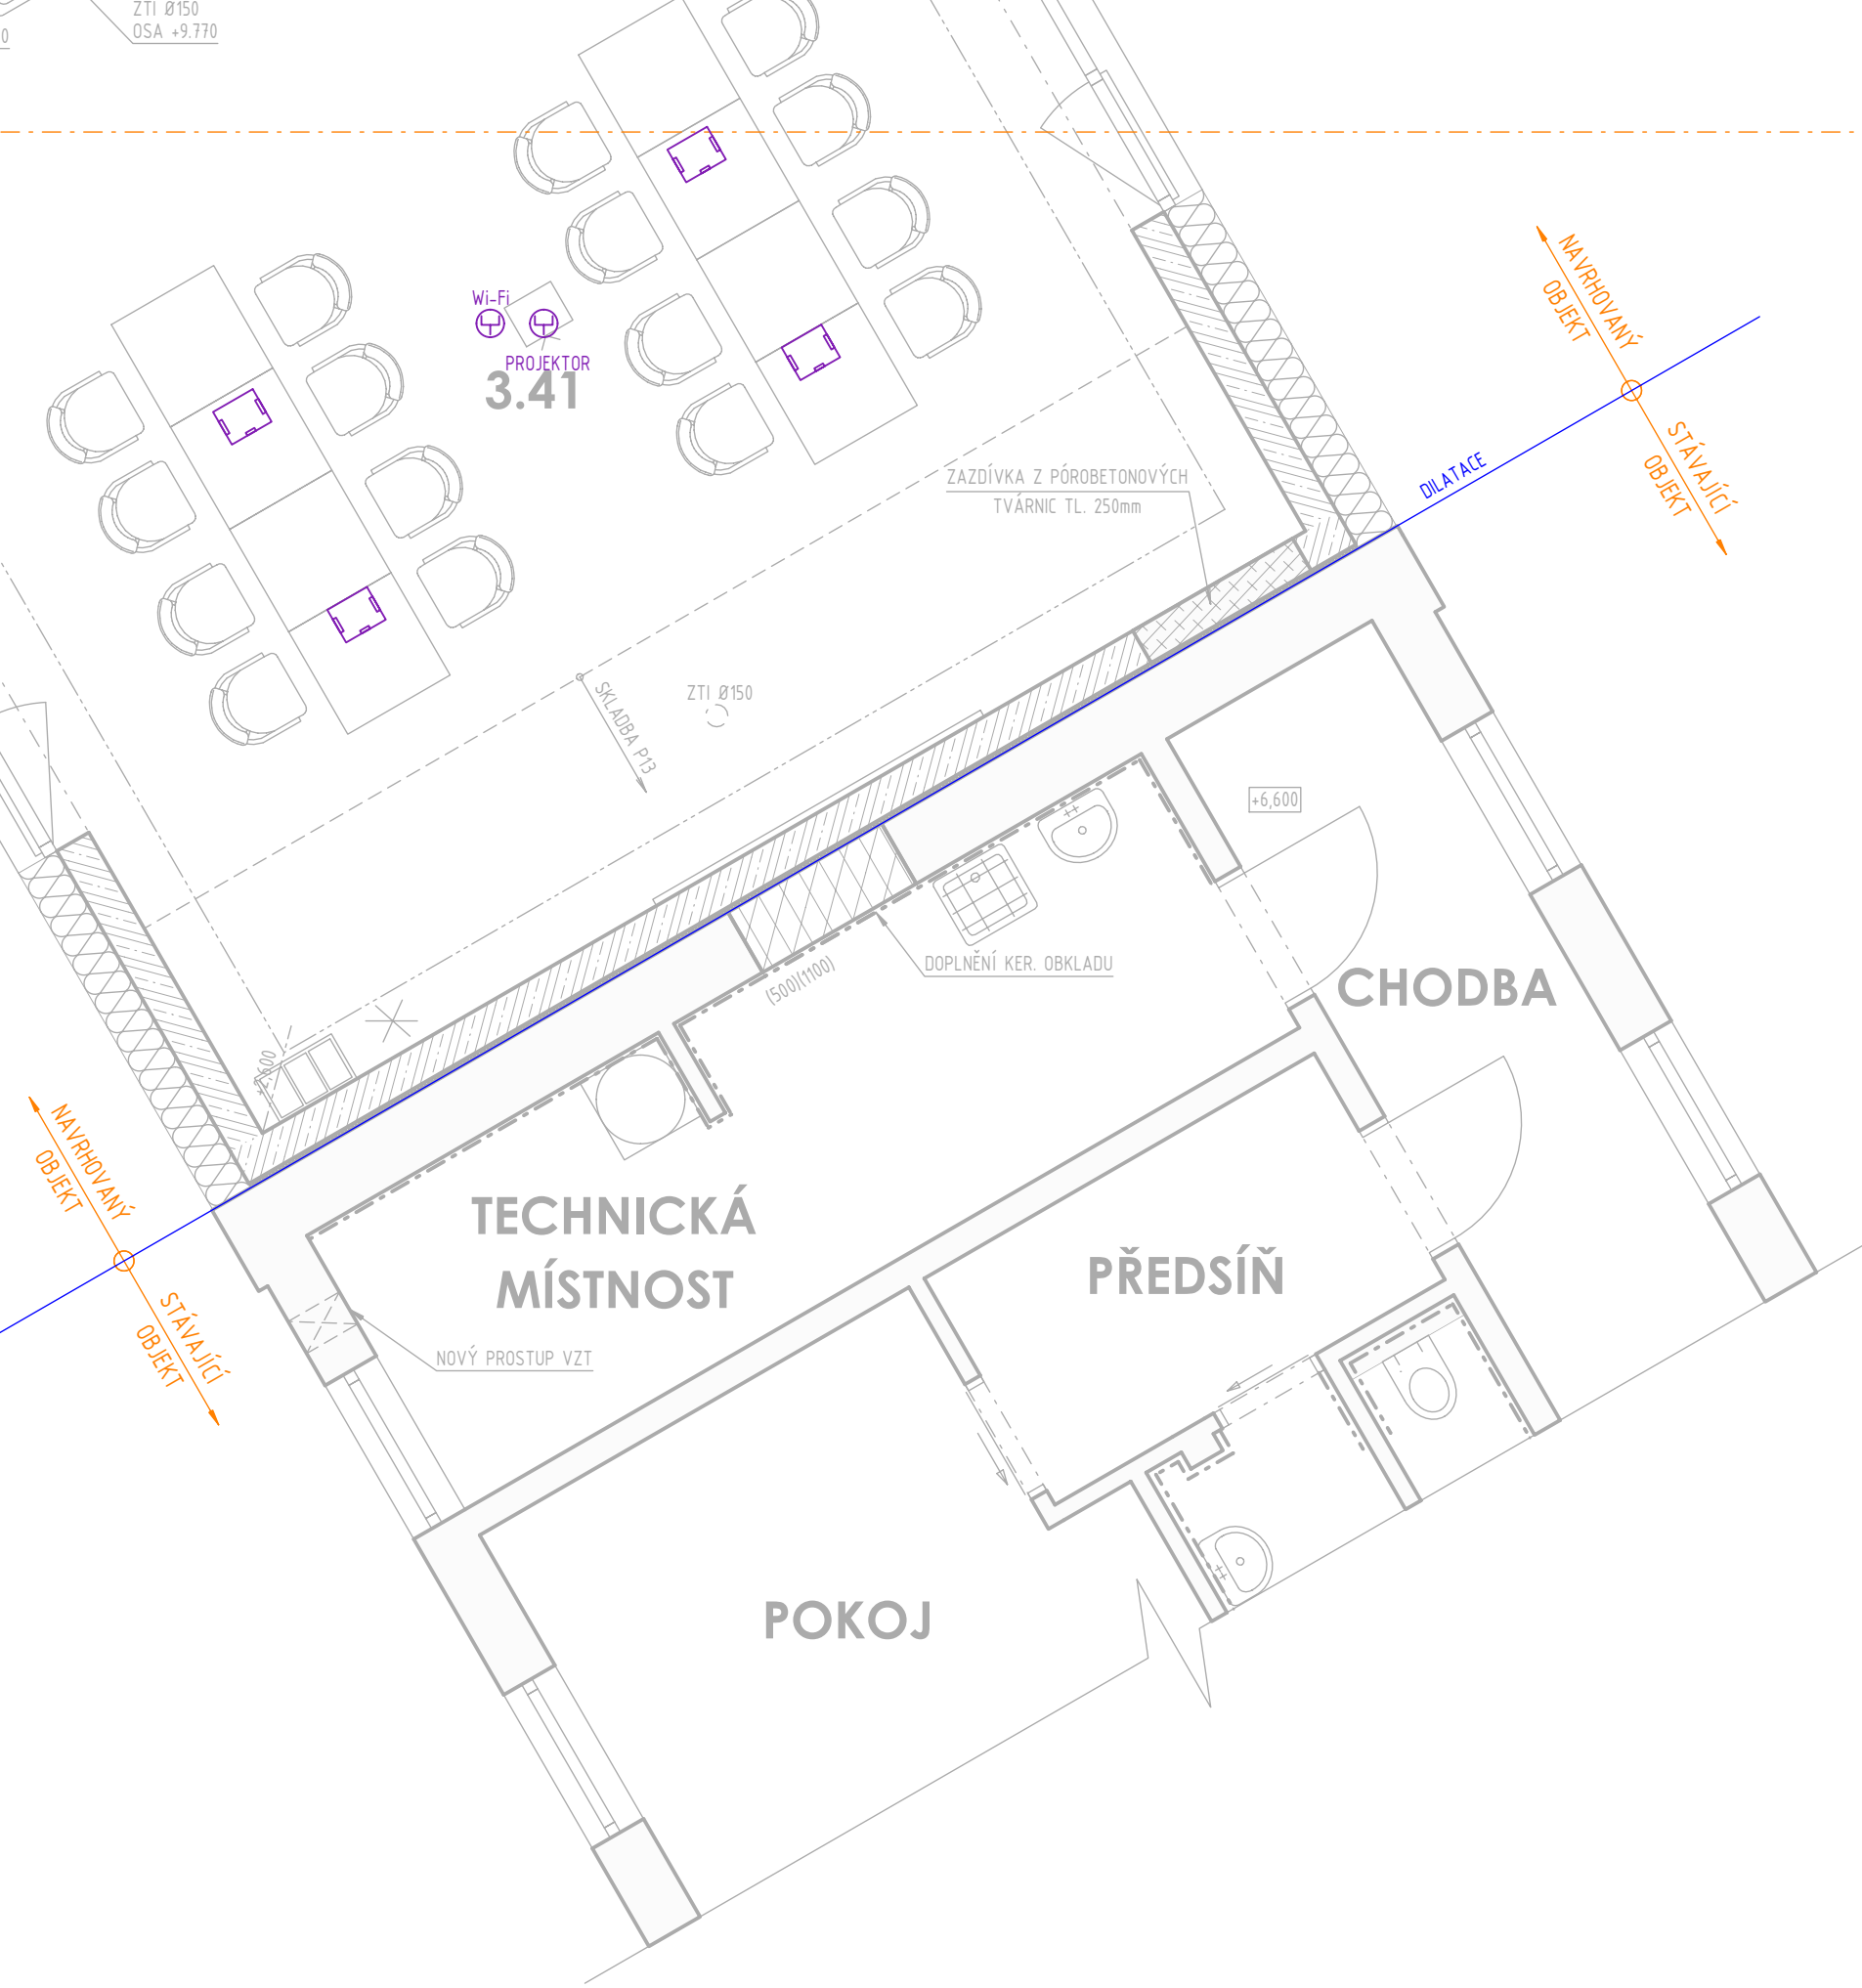 ZTI Ø150
OSA +9.770
0
Wi-Fi
PROJEKTOR
3.41
NAVRHOVANÝ
OBJEKT
STÁVAJÍCÍ
OBJEKT
DILATACE
ZAZDÍVKA Z PÓROBETONOVÝCH
TVÁRNIC TL. 250mm
ZTI Ø150
SKLADBA P13
+6,600
DOPLNĚNÍ KER. OBKLADU
(500)(1100)
CHODBA
NAVRHOVANÝ
OBJEKT
STÁVAJÍCÍ
OBJEKT
TECHNICKÁ
MÍSTNOST
PŘEDSÍŇ
NOVÝ PROSTUP VZT
POKOJ